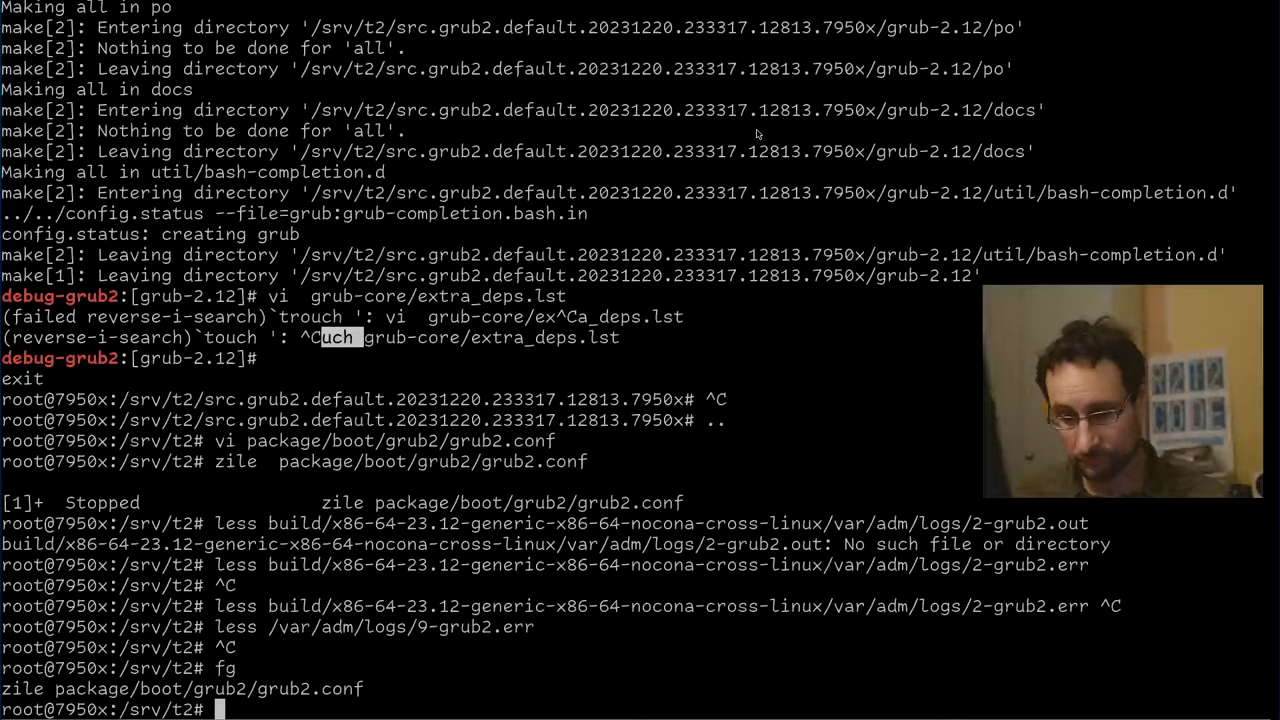 Making all in po
make[2]: Entering directory '/srv/t2/src.grub2.default.20231220.233317.12813.7950x/grub-2.12/po'
make[2]: Nothing to be done for 'all'.
make[2]: Leaving directory '/srv/t2/src.grub2.default.20231220.233317.12813.7950x/grub-2.12/po'
Making all in docs
make[2]: Entering directory '/srv/t2/src.grub2.default.20231220.233317.12813.7950x/grub-2.12/docs'
make[2]: Nothing to be done for 'all'.
make[2]: Leaving directory '/srv/t2/src.grub2.default.20231220.233317.12813.7950x/grub-2.12/docs'
Making all in util/bash-completion.d
make[2]: Entering directory '/srv/t2/src.grub2.default.20231220.233317.12813.7950x/grub-2.12/util/bash-completion.d'
../../config.status --file=grub:grub-completion.bash.in
config.status: creating grub
make[2]: Leaving directory '/srv/t2/src.grub2.default.20231220.233317.12813.7950x/grub-2.12/util/bash-completion.d'
make[1]: Leaving directory '/srv/t2/src.grub2.default.20231220.233317.12813.7950x/grub-2.12'
debug-grub2:[grub-2.12]# vi  grub-core/extra_deps.lst
(failed reverse-i-search)`trouch ': vi  grub-core/ex^Ca_deps.lst
(reverse-i-search)`touch ': ^Cuch grub-core/extra_deps.lst
debug-grub2:[grub-2.12]#
exit
root@7950x:/srv/t2/src.grub2.default.20231220.233317.12813.7950x# ^C
root@7950x:/srv/t2/src.grub2.default.20231220.233317.12813.7950x# ..
root@7950x:/srv/t2# vi package/boot/grub2/grub2.conf
root@7950x:/srv/t2# zile  package/boot/grub2/grub2.conf
[1]+  Stopped                 zile package/boot/grub2/grub2.conf
root@7950x:/srv/t2# less build/x86-64-23.12-generic-x86-64-nocona-cross-linux/var/adm/logs/2-grub2.out
build/x86-64-23.12-generic-x86-64-nocona-cross-linux/var/adm/logs/2-grub2.out: No such file or directory
root@7950x:/srv/t2# less build/x86-64-23.12-generic-x86-64-nocona-cross-linux/var/adm/logs/2-grub2.err
root@7950x:/srv/t2# ^C
root@7950x:/srv/t2# less build/x86-64-23.12-generic-x86-64-nocona-cross-linux/var/adm/logs/2-grub2.err ^C
root@7950x:/srv/t2# less /var/adm/logs/9-grub2.err
root@7950x:/srv/t2# ^C
root@7950x:/srv/t2# fg
zile package/boot/grub2/grub2.conf
root@7950x:/srv/t2#